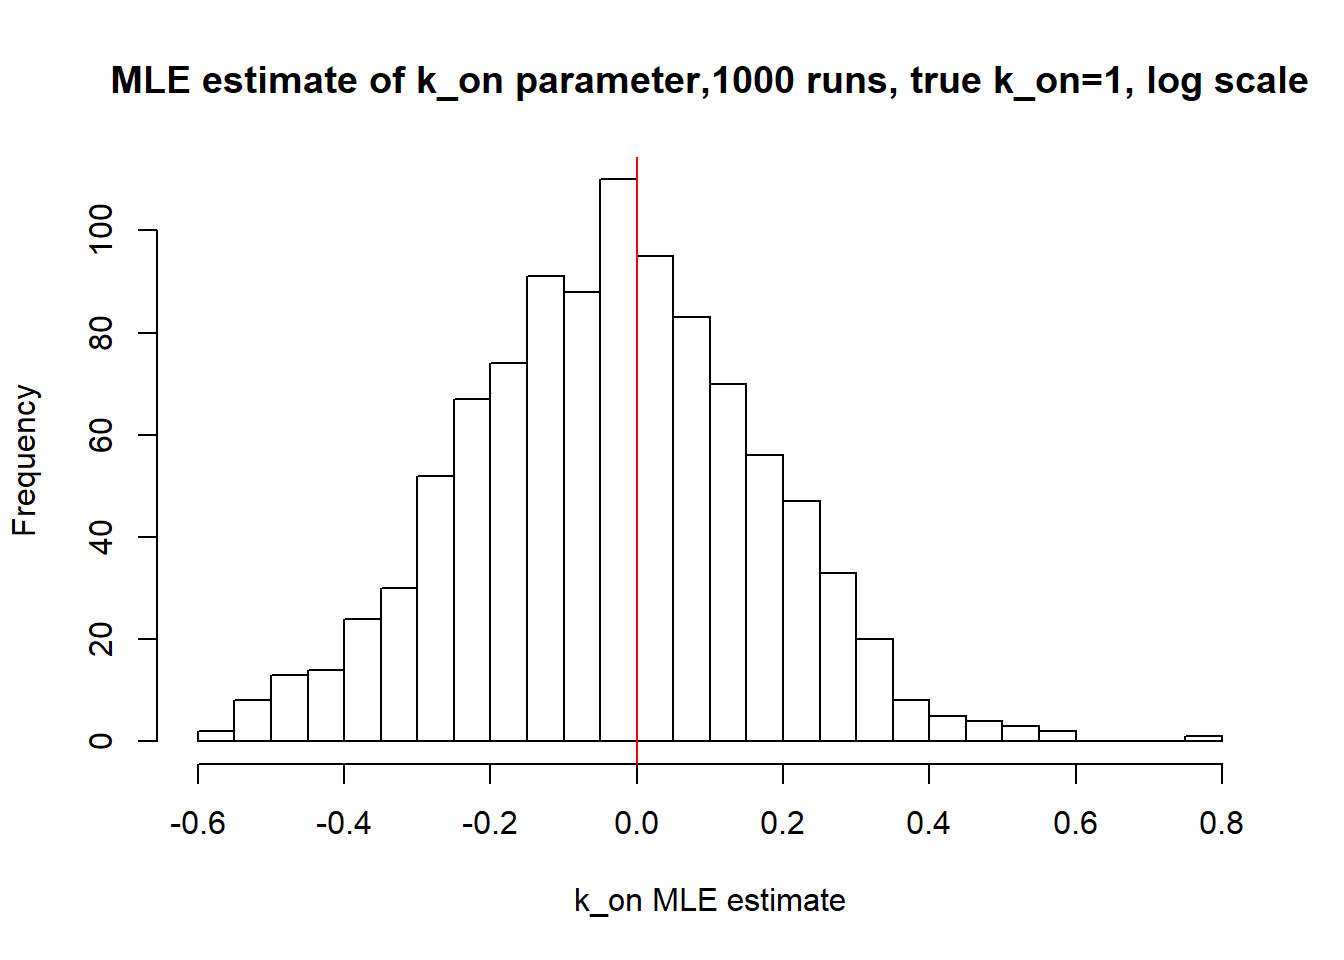 MLE estimate of k_on parameter,1000 runs, true k_on=1, log scale
Frequency
100
80
60
40
20
0
-0.6 -0.4 -0.2 0.0 0.2 0.4 0.6 0.8
k_on MLE estimate